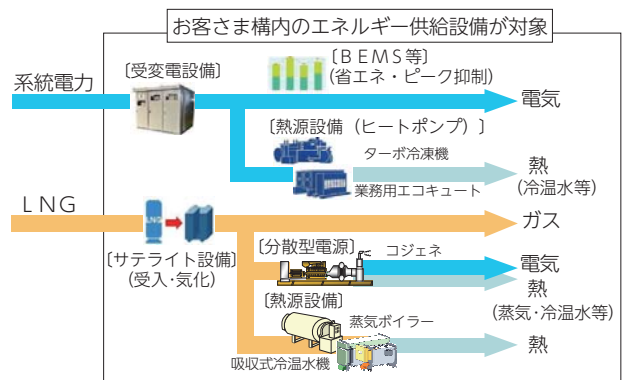 お客さま構内のエネルギー供給設備が対象
〔ＢＥＭＳ等〕
(省エネ・ピーク抑制)
〔受変電設備〕
系統電力
電気
〔熱源設備（ヒートポンプ）〕
ターボ冷凍機
熱
(冷温水等)
業務用エコキュート
ＬＮＧ
ガス
〔分散型電源〕
コジェネ
〔サテライト設備〕
(受入・気化)
電気
熱
(蒸気・冷温水等)
〔熱源設備〕
蒸気ボイラー
熱
吸収式冷温水機